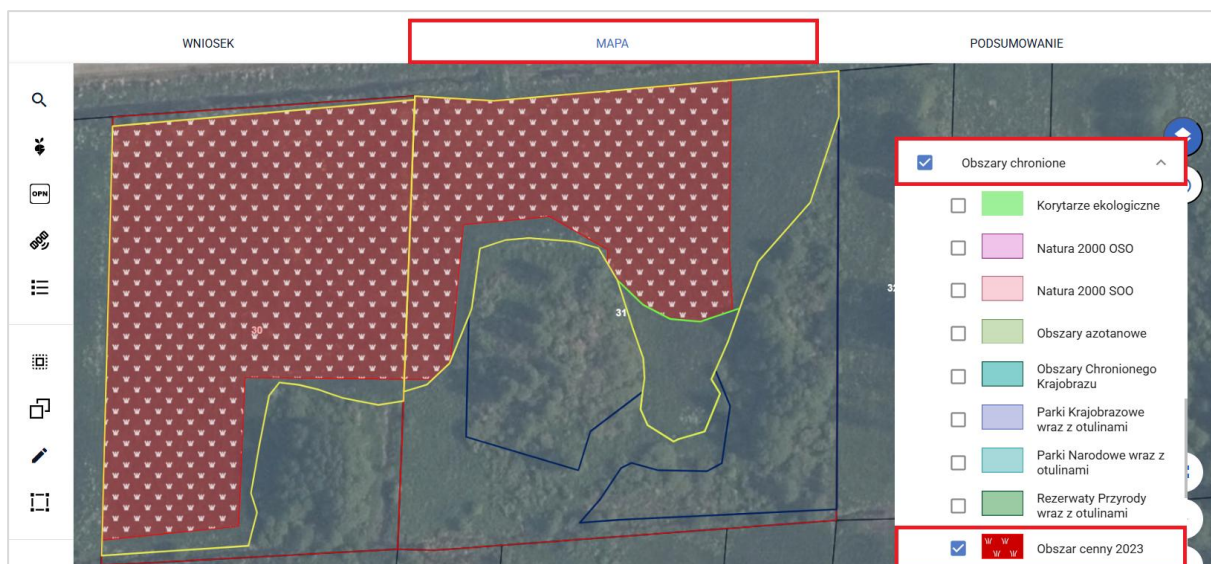 WNIOSEK
MAPA
PODSUMOWANIE
OPN
Obszary chronione
Korytarze ekologiczne
Natura 2000 OSO
Natura 2000 SOO
Obszary azotanowe
Obszary Chronionego
Krajobrazu
Parki Krajobrazowe
wraz z otulinami
Parki Narodowe wraz z
otulinami
Rezerwaty Przyrody
wraz z otulinami
Obszar cenny 2023
30
31